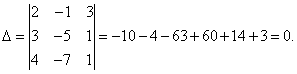 Δ = |2 −1 3; 3 −5 1; 4 −7 1| = −10 − 4 − 63 + 60 + 14 + 3 = 0.